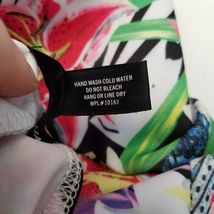 HAND WASH COLD WATER
DO NOT BLEACH
HANG OR LINE DRY
WPL# 10167